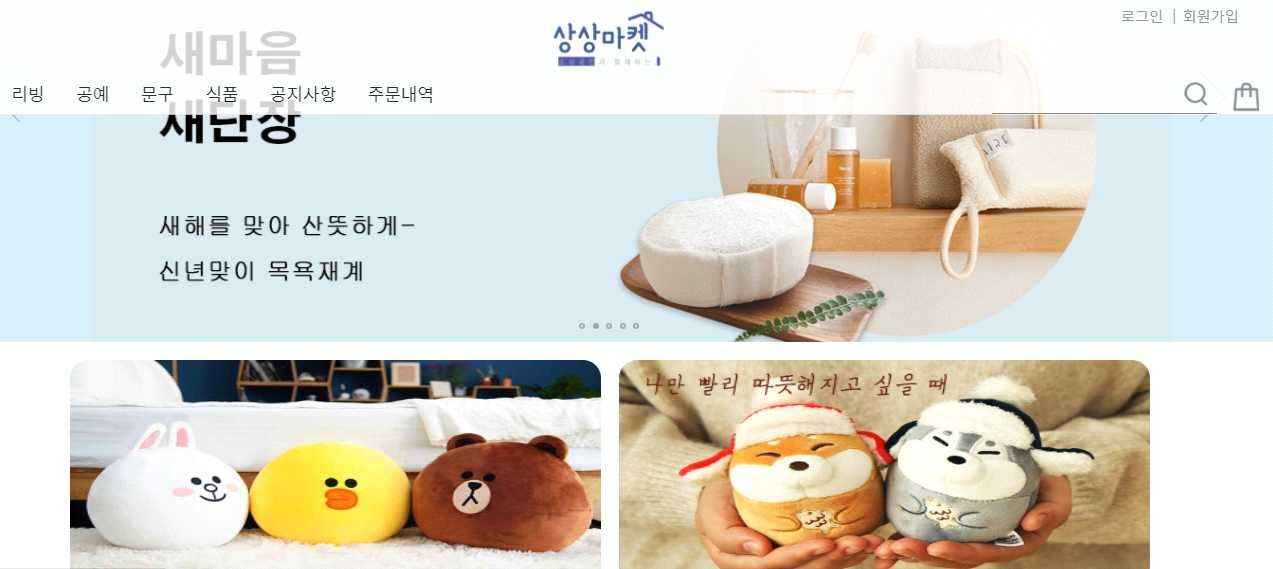 로그인 | 회원가입
상상마켓
새마음
리빙 공예 문구 식품 공지사항 주문내역
새단장
새해를 맞아 산뜻하게-
신년맞이 목욕재계
나만 빨리 따뜻해지고 싶을 때